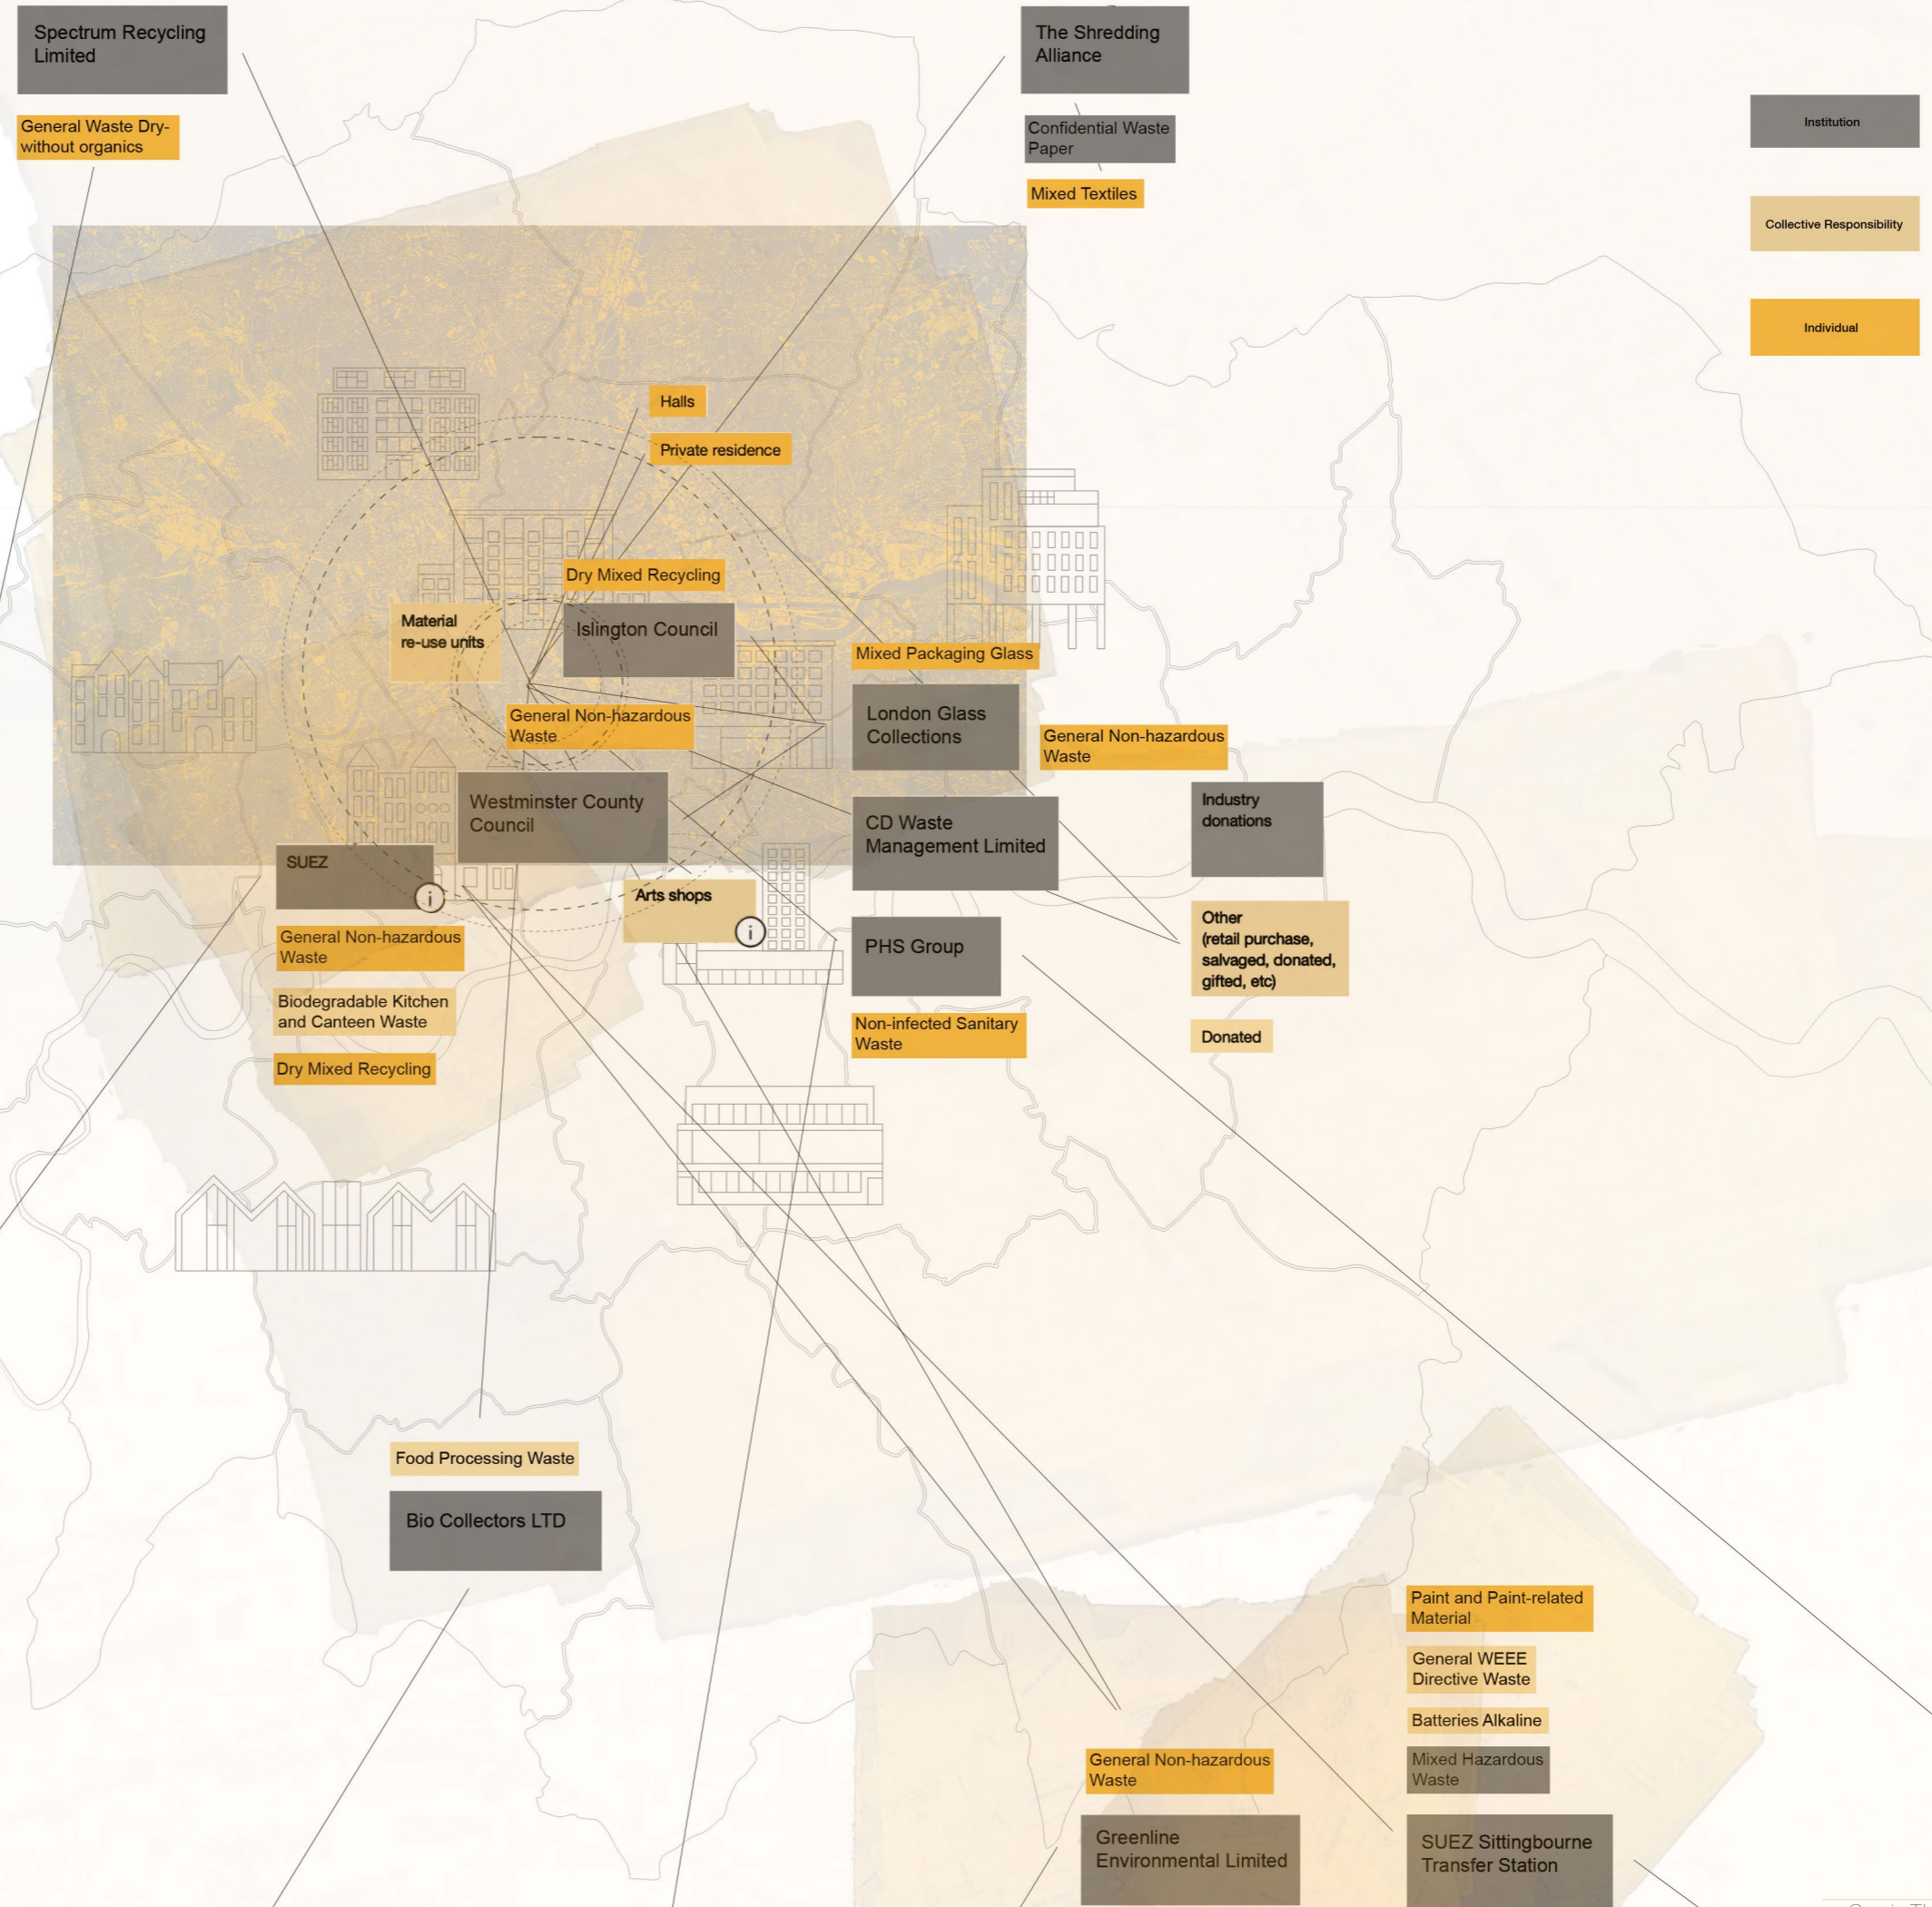 Spectrum Recycling
Limited
General Waste Dry-
without organics
The Shredding
Alliance
Confidential Waste
Paper
Mixed Textiles
Institution
Collective Responsibility
Individual
Halls
Private residence
Dry Mixed Recycling
Islington Council
Material
re-use units
General Non-hazardous
Waste
Westminster County
Council
Mixed Packaging Glass
London Glass
Collections
General Non-hazardous
Waste
CD Waste
Management Limited
Industry
donations
SUEZ
i
General Non-hazardous
Waste
Biodegradable Kitchen
and Canteen Waste
Dry Mixed Recycling
Arts shops
i
PHS Group
Non-infected Sanitary
Waste
Other
(retail purchase,
salvaged, donated,
gifted, etc)
Donated
Food Processing Waste
Bio Collectors LTD
Paint and Paint-related
Material
General WEEE
Directive Waste
Batteries Alkaline
Mixed Hazardous
Waste
General Non-hazardous
Waste
Greenline
Environmental Limited
SUEZ Sittingbourne
Transfer Station